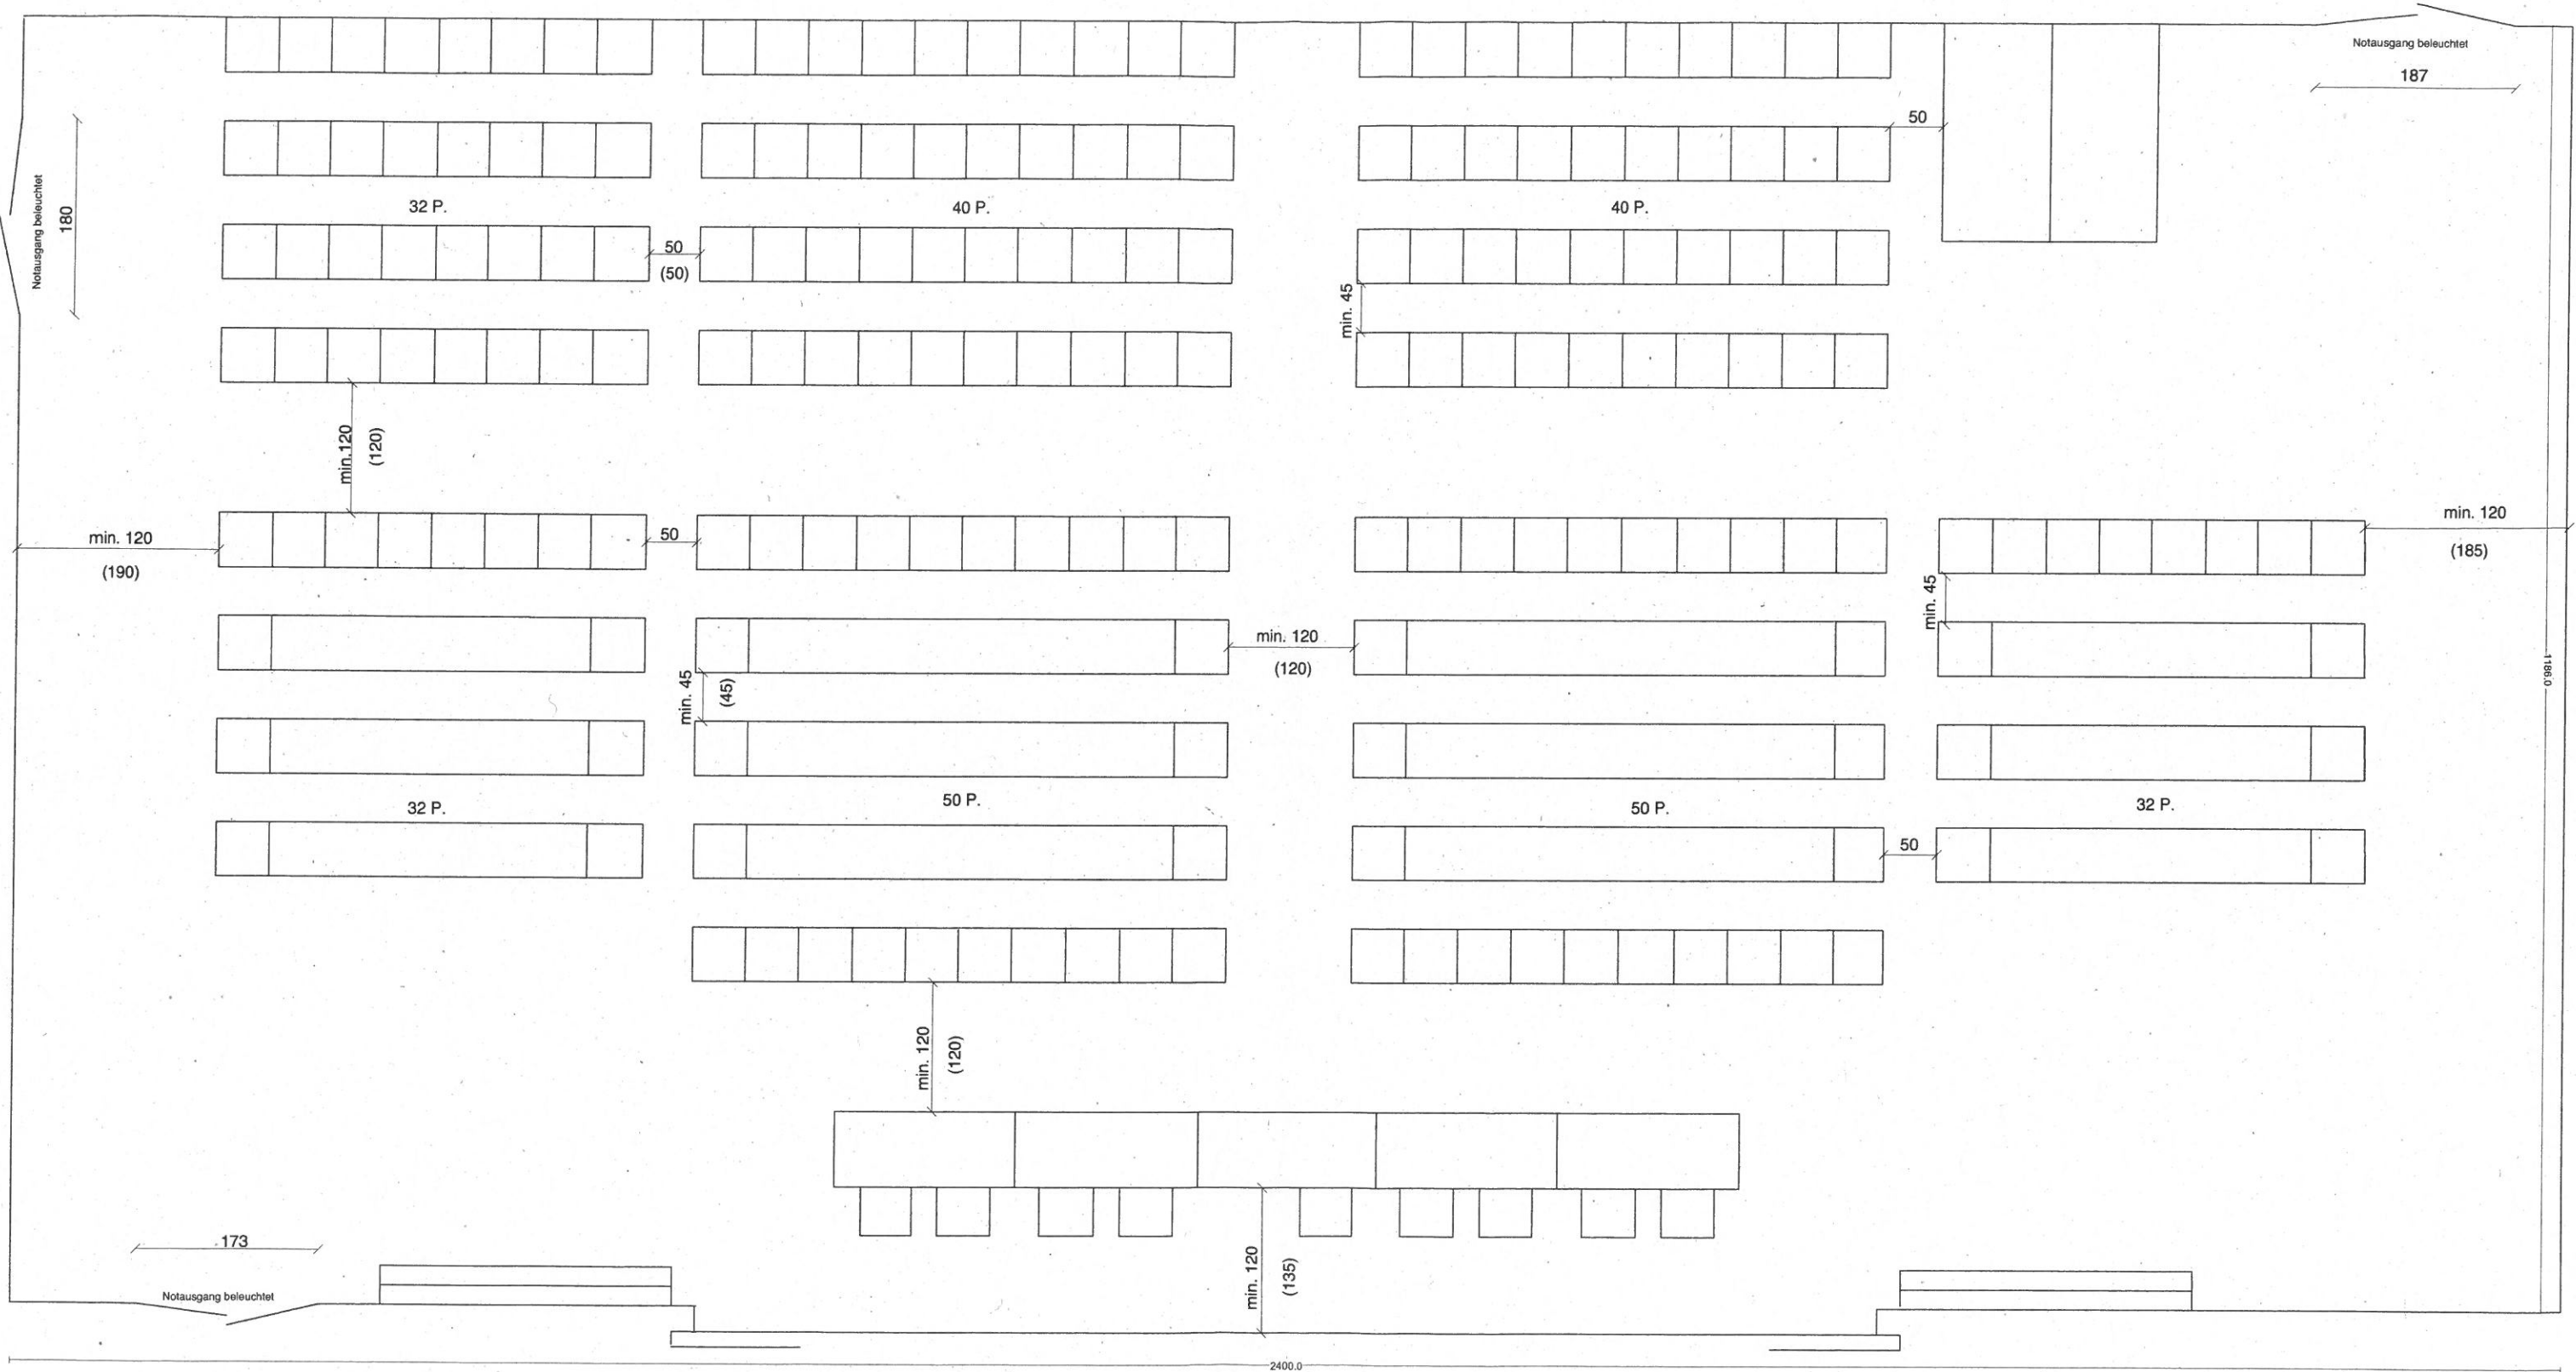 Notausgang beleuchtet
187
50
Notausgang beleuchtet
180
32 P.
40 P.
40 P.
50
(50)
min. 45
min.120
(120)
min. 120
(190)
50
min. 120
(185)
min. 45
min. 120
(120)
min. 45
(45)
1186.0
32 P.
50 P.
50 P.
32 P.
50
min. 120
(120)
173
Notausgang beleuchtet
min. 120
(135)
2400.0